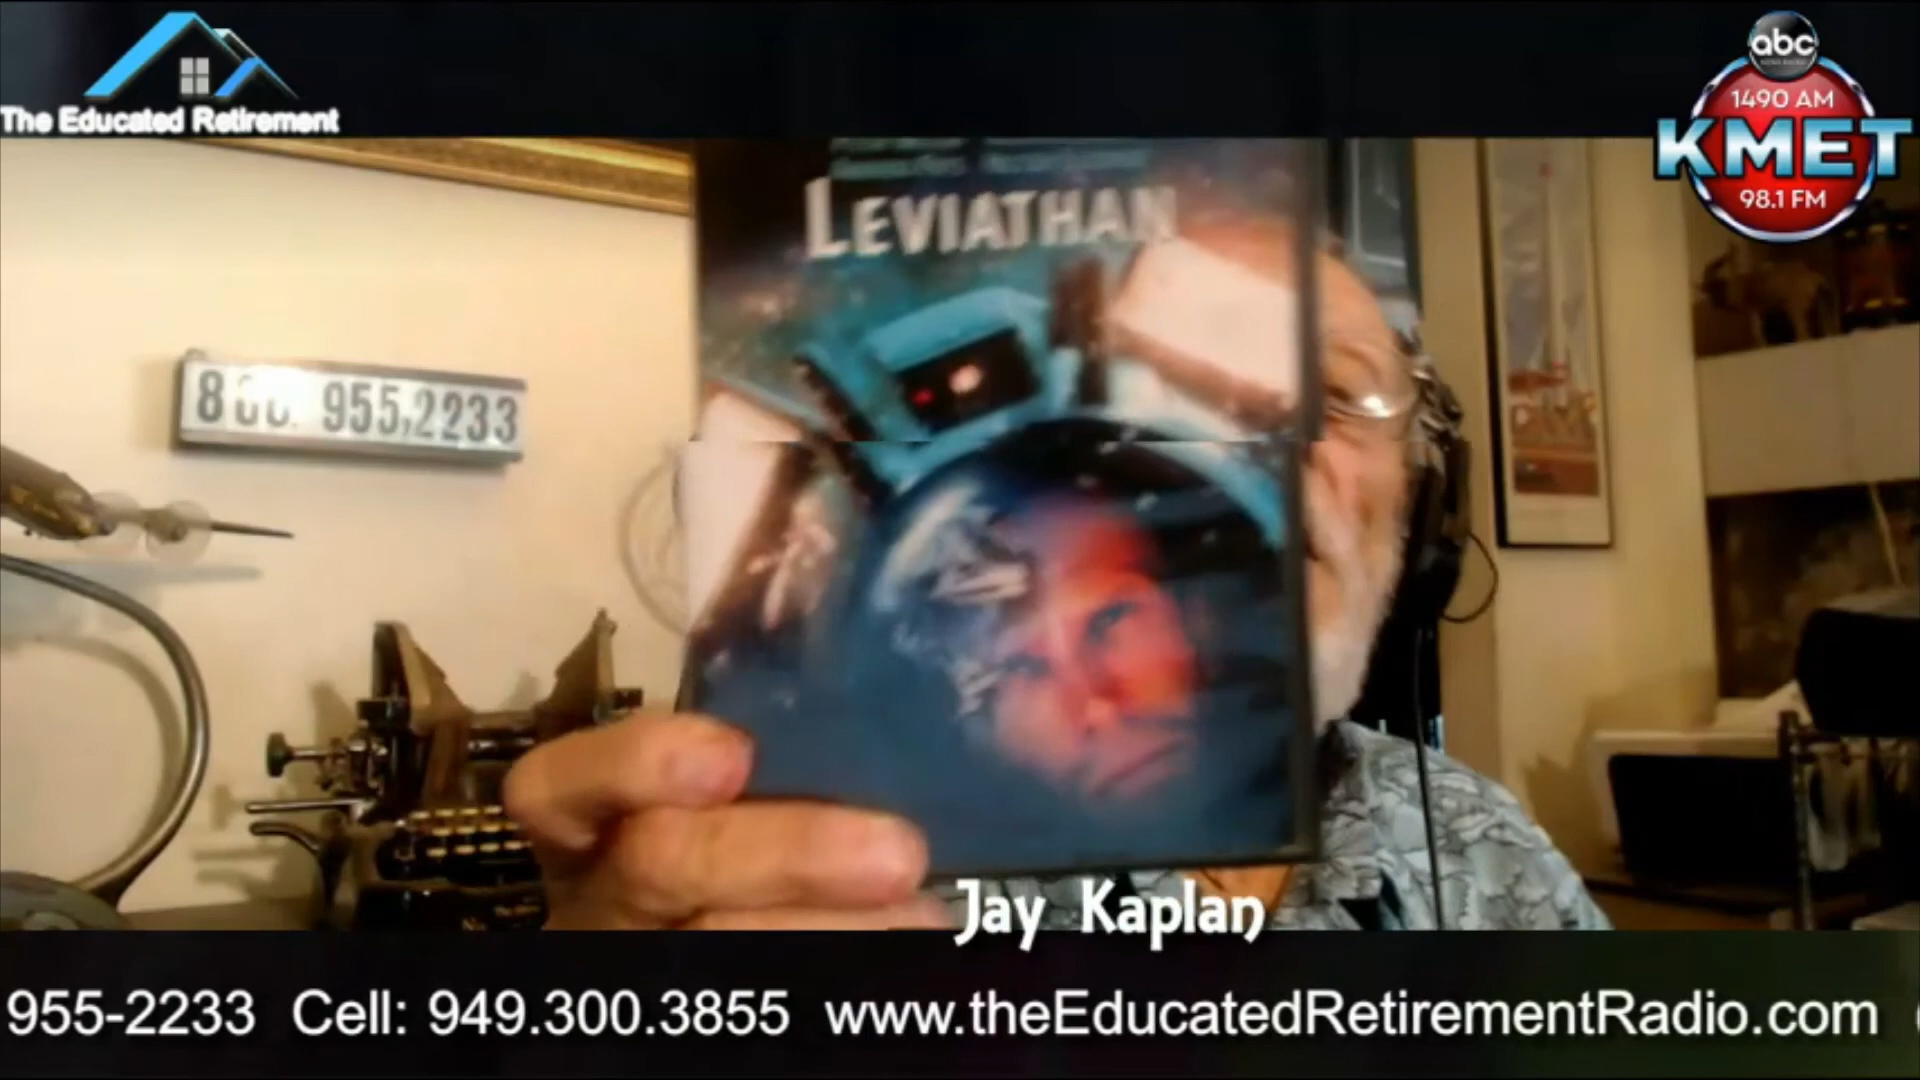 The Educated Retirement
abc
1490 AM
KMET
98.1 FM
LEVIATHAN
800. 955,2233
Jay Kaplan
955-2233 Cell: 949.300.3855 www.theEducatedRetirementRadio.com